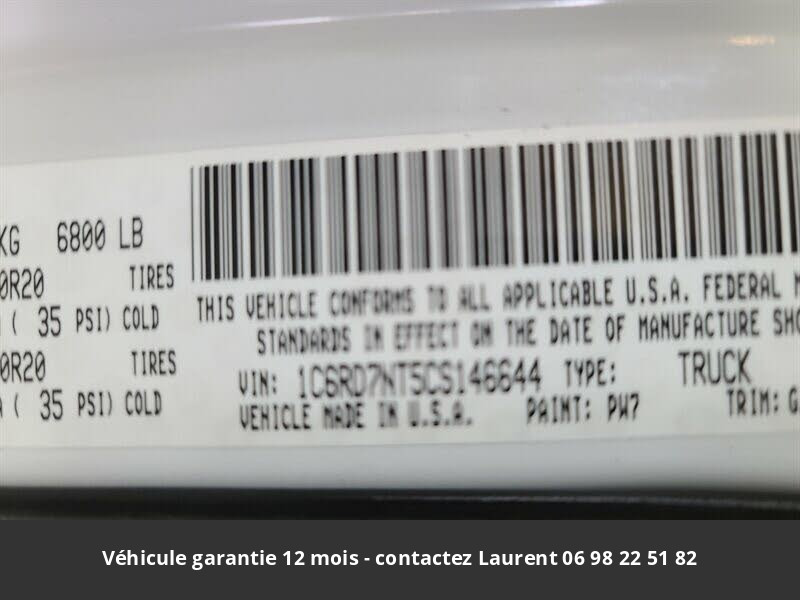 KG 6800 LB
0R20 TIRES
( 35 PSI) COLD
0R20 TIRES
( 35 PSI) COLD
THIS VEHICLE CONFORMS TO ALL APPLICABLE U.S.A. FEDERAL M
STANDARDS IN EFFECT ON THE DATE OF MANUFACTURE SHO
VIN: 1C6RD7NT5CS146644 TYPE: TRUCK
VEHICLE MADE IN U.S.A. PAINT: PW7 TRIM: G
Véhicule garantie 12 mois - contactez Laurent 06 98 22 51 82